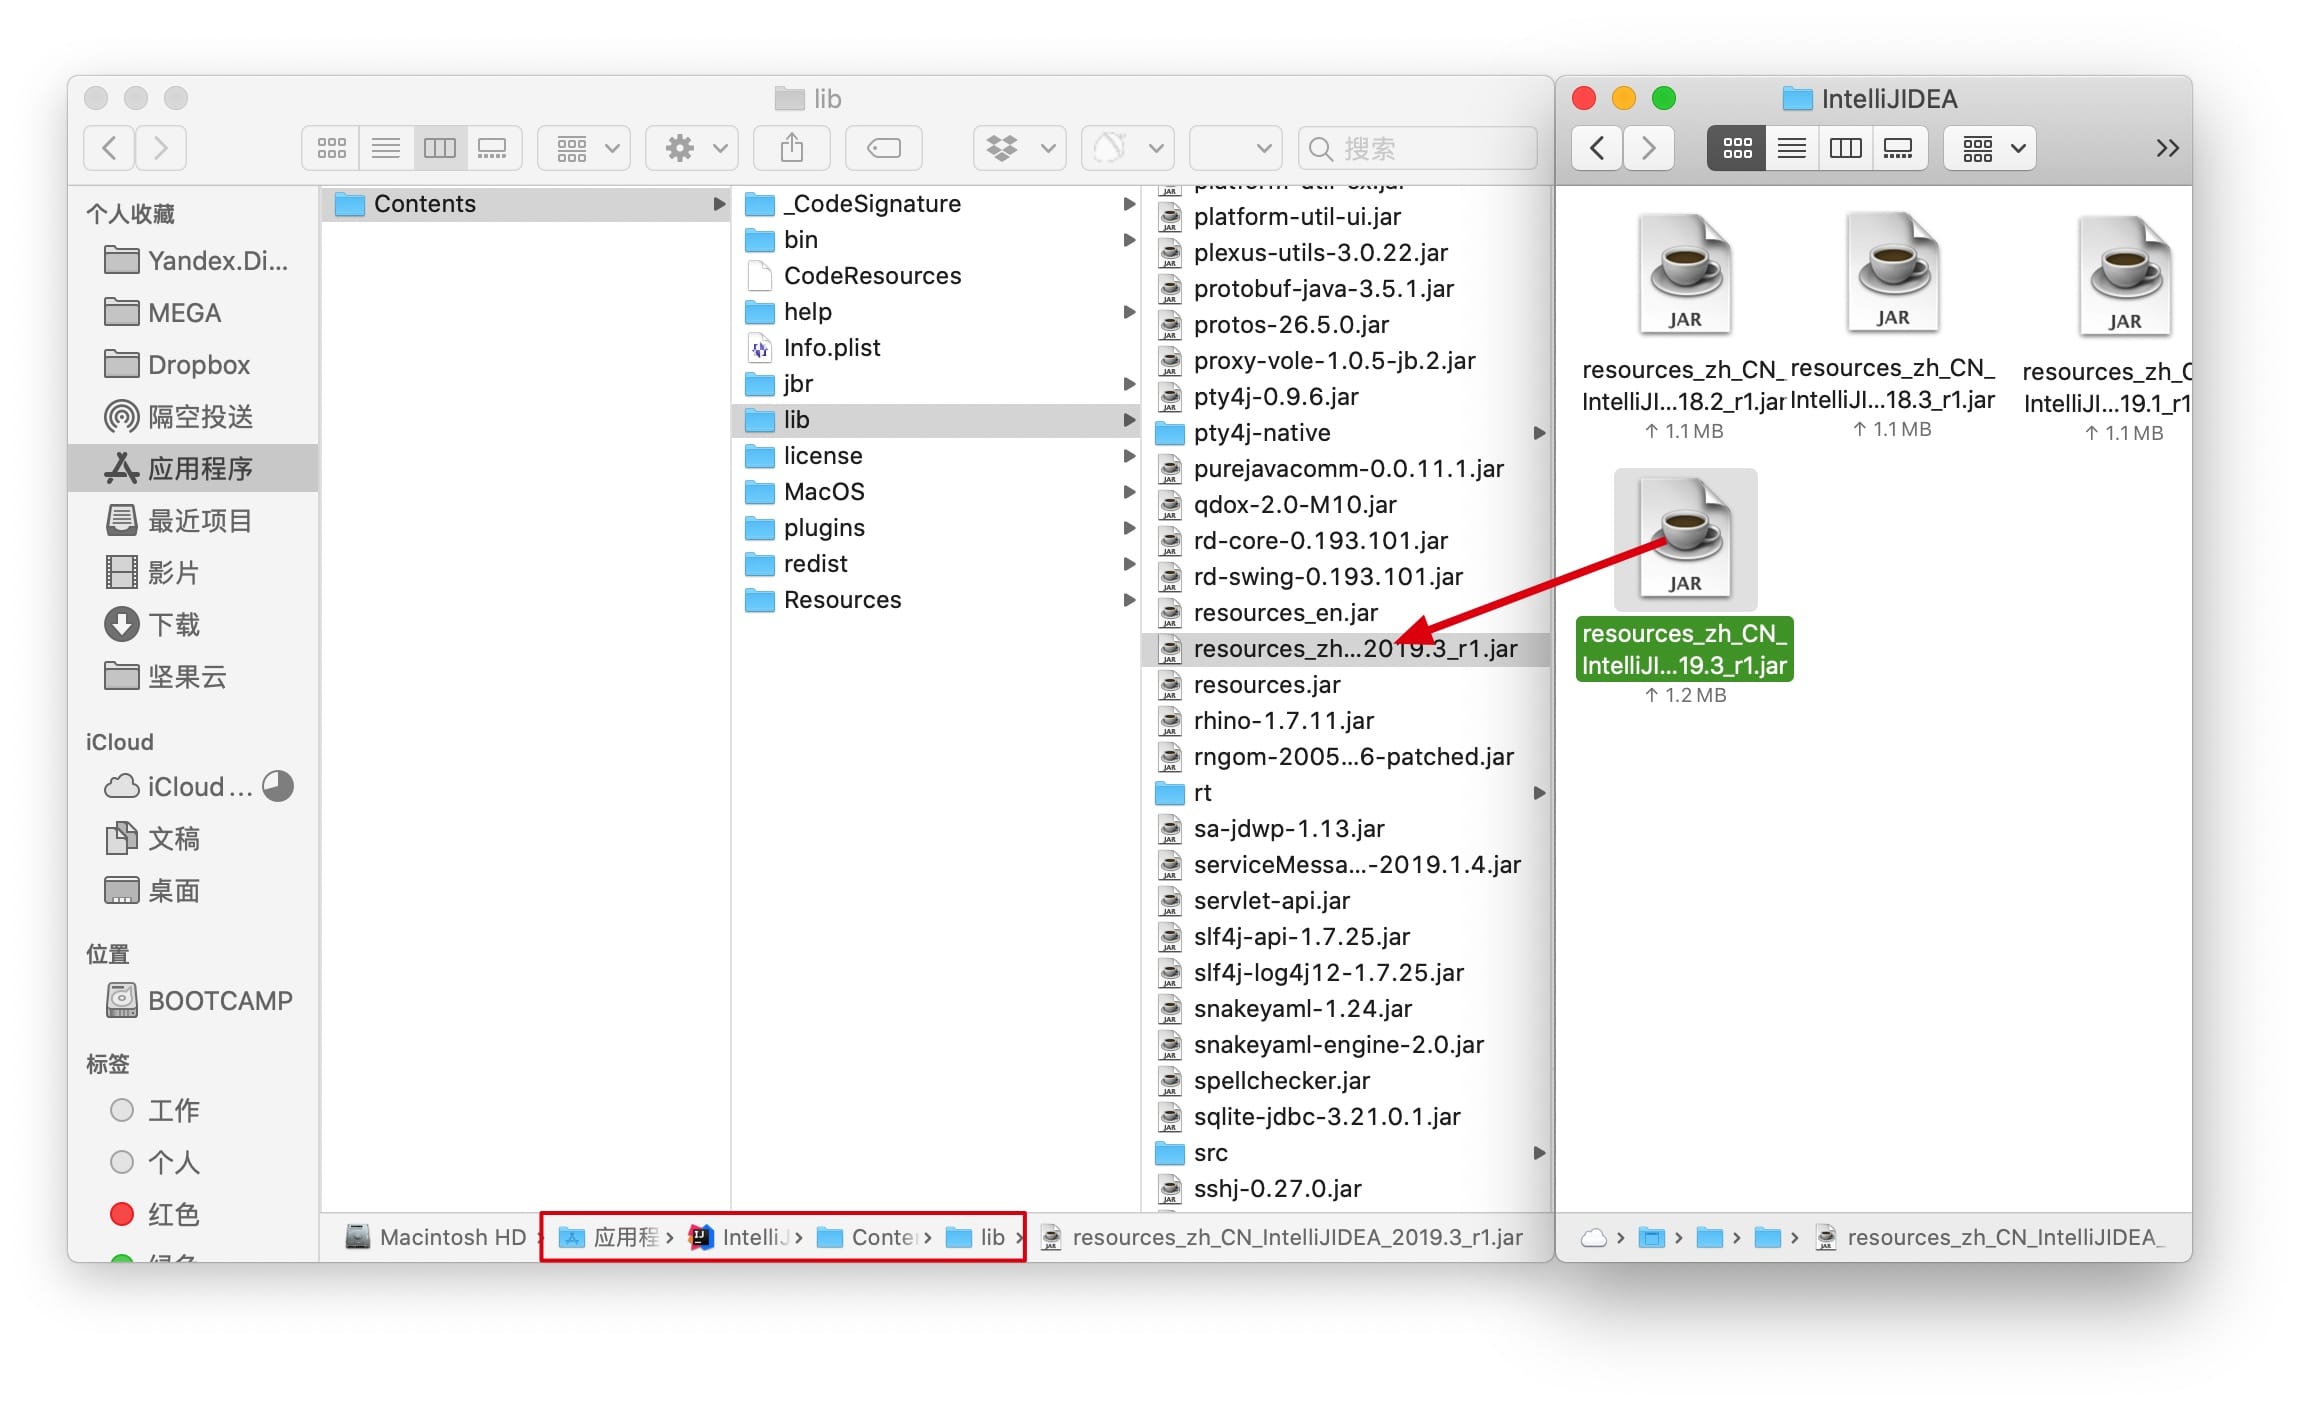 lib
搜索
个人收藏
Yandex.Di...
MEGA
Dropbox
隔空投送
应用程序
最近项目
影片
下载
坚果云
iCloud
iCloud ...
文稿
桌面
位置
BOOTCAMP
标签
工作
个人
红色
绿色
Contents
_CodeSignature
bin
CodeResources
help
Info.plist
jbr
lib
license
MacOS
plugins
redist
Resources
platform-util-ex.jar
platform-util-ui.jar
plexus-utils-3.0.22.jar
protobuf-java-3.5.1.jar
protos-26.5.0.jar
proxy-vole-1.0.5-jb.2.jar
pty4j-0.9.6.jar
pty4j-native
purejavacomm-0.0.11.1.jar
qdox-2.0-M10.jar
rd-core-0.193.101.jar
rd-swing-0.193.101.jar
resources_en.jar
resources_zh...2019.3_r1.jar
resources.jar
rhino-1.7.11.jar
rngom-2005...6-patched.jar
rt
sa-jdwp-1.13.jar
serviceMessa...-2019.1.4.jar
servlet-api.jar
slf4j-api-1.7.25.jar
slf4j-log4j12-1.7.25.jar
snakeyaml-1.24.jar
snakeyaml-engine-2.0.jar
spellchecker.jar
sqlite-jdbc-3.21.0.1.jar
src
sshj-0.27.0.jar
Macintosh HD › 应用程 › IntelliJ › Conte › lib › resources_zh_CN_IntelliJIDEA_2019.3_r1.jar
IntelliJIDEA
JAR
resources_zh_CN_
IntelliJI...18.2_r1.jar
↑ 1.1 MB
JAR
resources_zh_CN_
IntelliJI...18.3_r1.jar
↑ 1.1 MB
JAR
resources_zh_C
IntelliJI...19.1_r1
↑ 1.1 MB
JAR
resources_zh_CN_
IntelliJI...19.3_r1.jar
↑ 1.2 MB
resources_zh_CN_IntelliJIDEA_